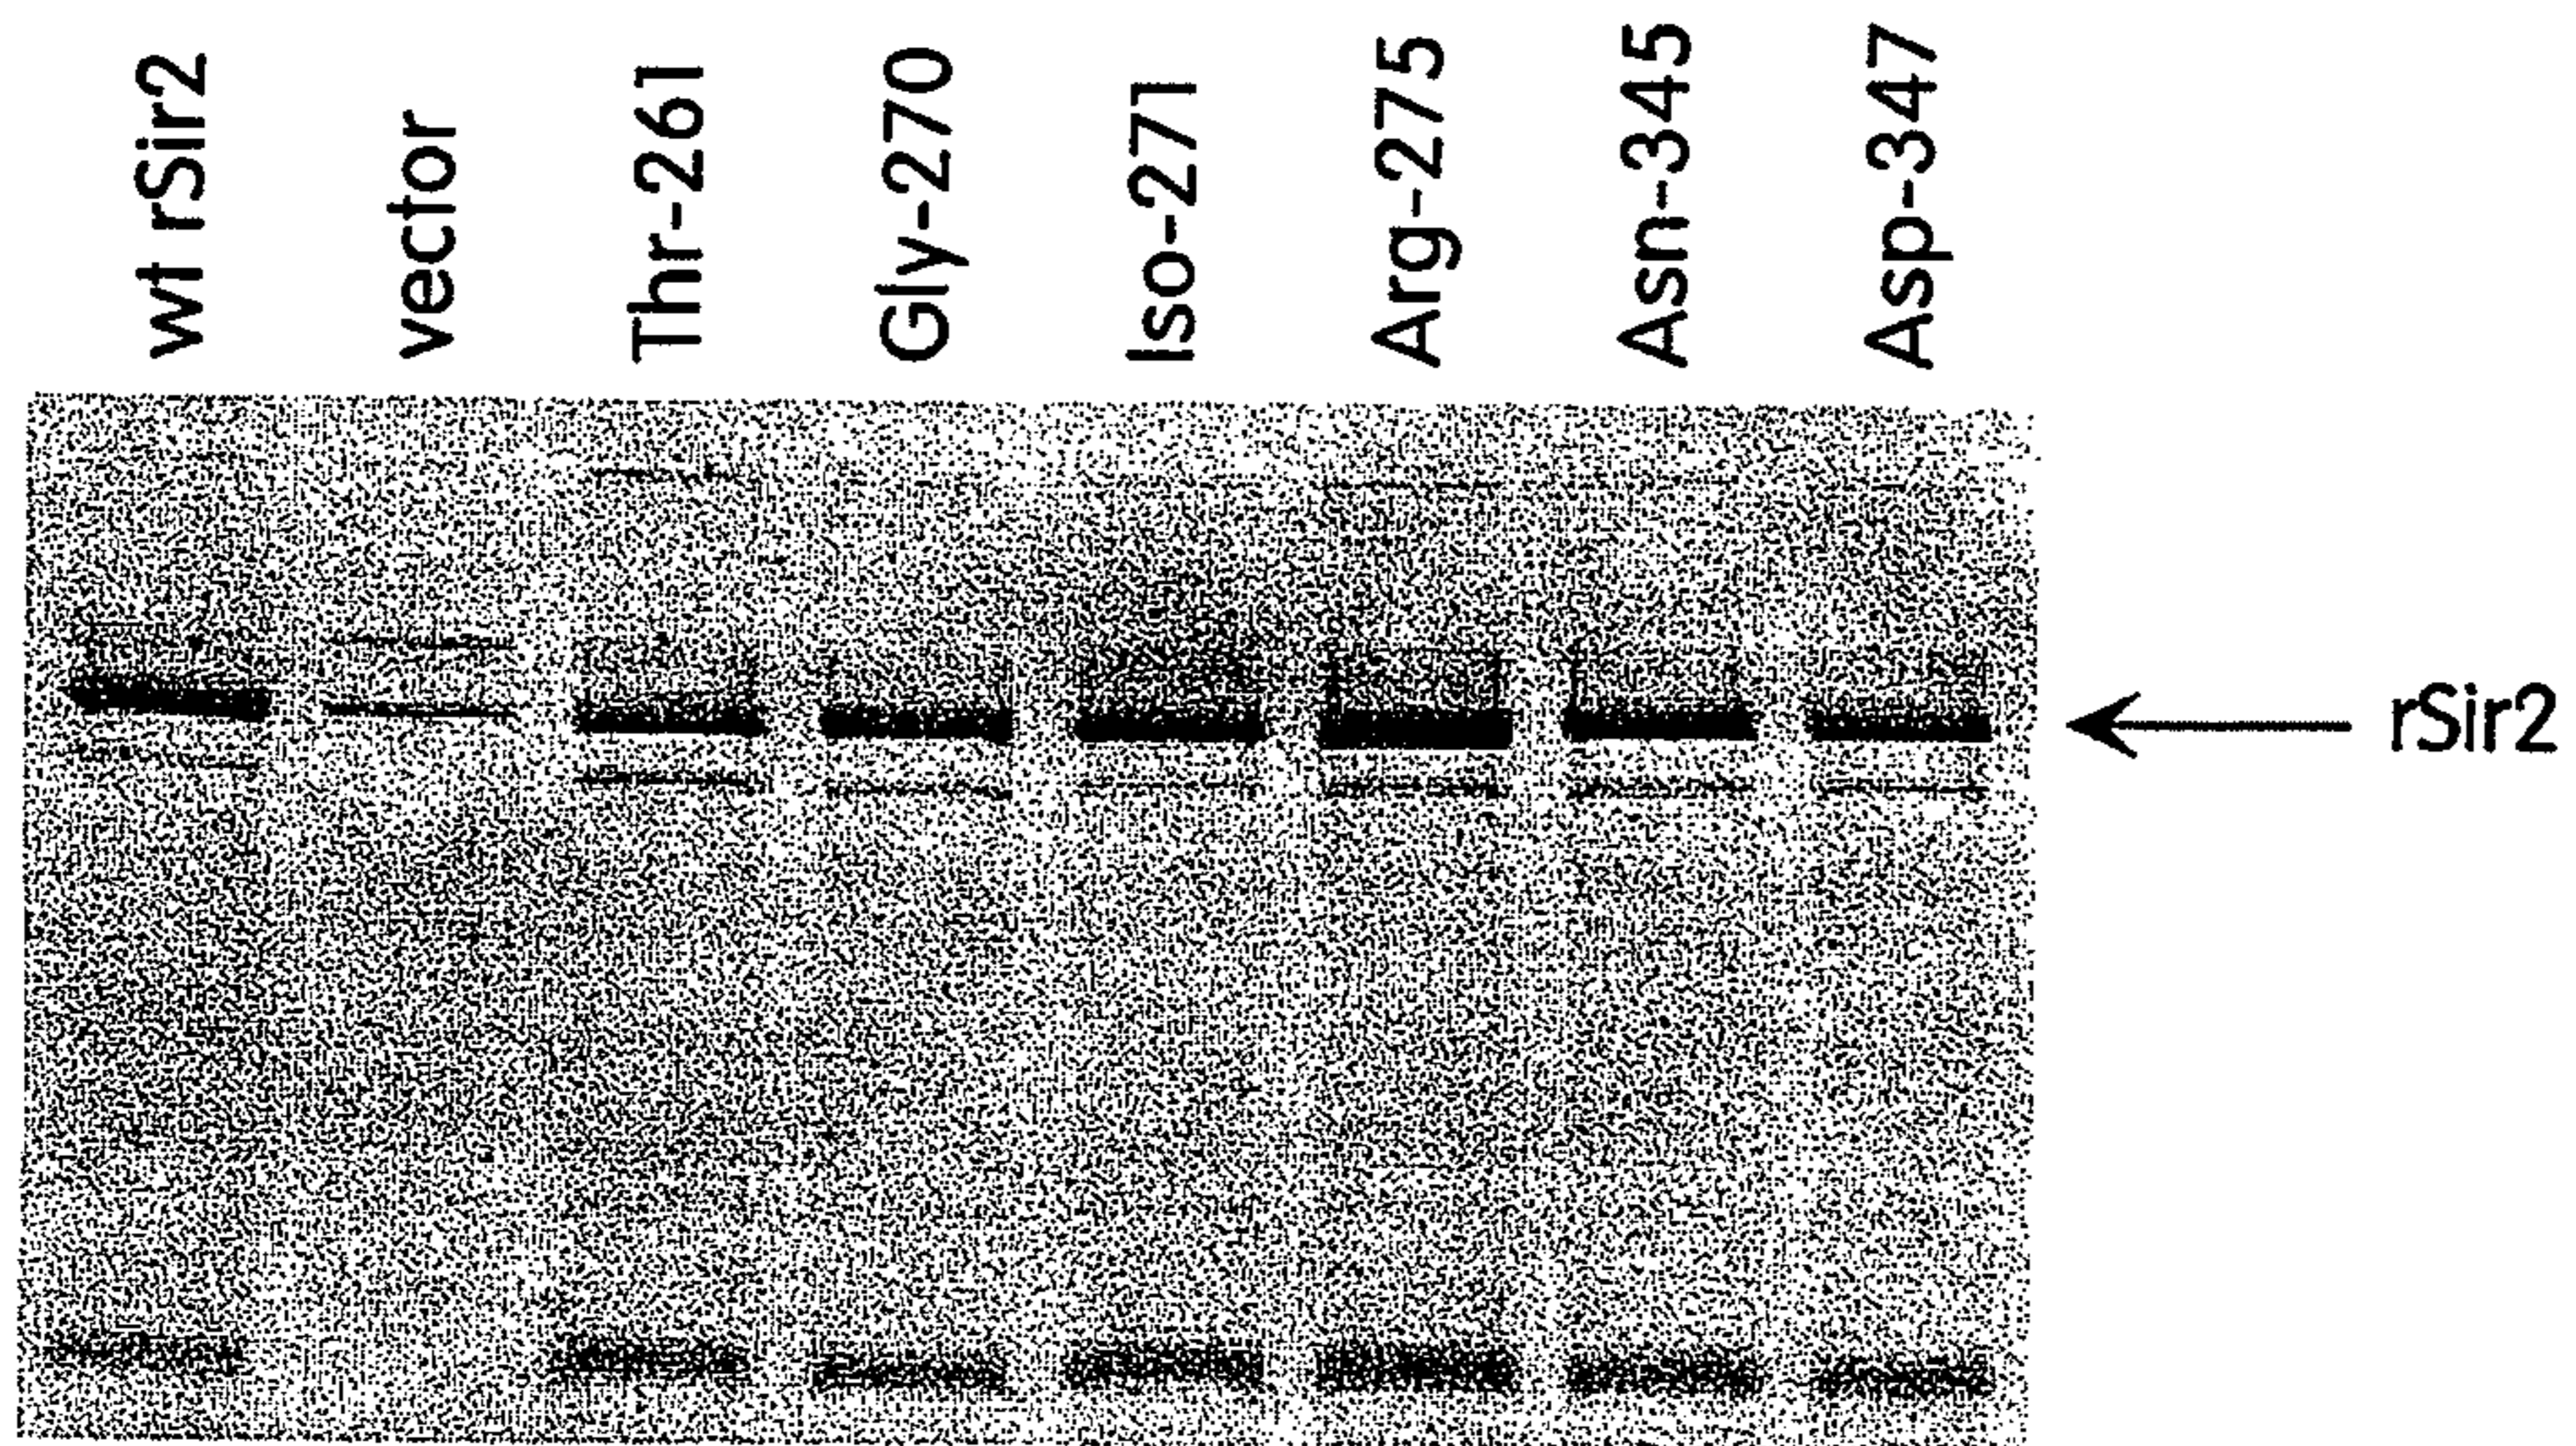 wt rSir2
vector
Thr-261
Gly-270
Iso-271
Arg-275
Asn-345
Asp-347
rSir2